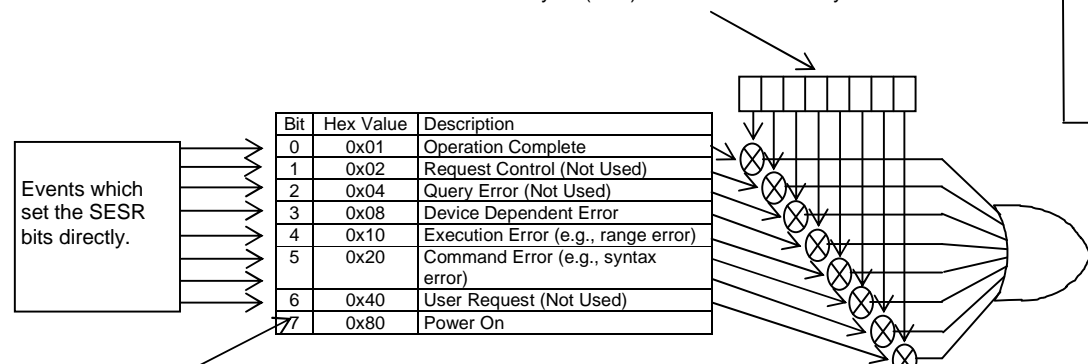 Events which
set the SESR
bits directly.
Bit Hex Value Description
0 0x01 Operation Complete
1 0x02 Request Control (Not Used)
2 0x04 Query Error (Not Used)
3 0x08 Device Dependent Error
4 0x10 Execution Error (e.g., range error)
5 0x20 Command Error (e.g., syntax
error)
6 0x40 User Request (Not Used)
7 0x80 Power On